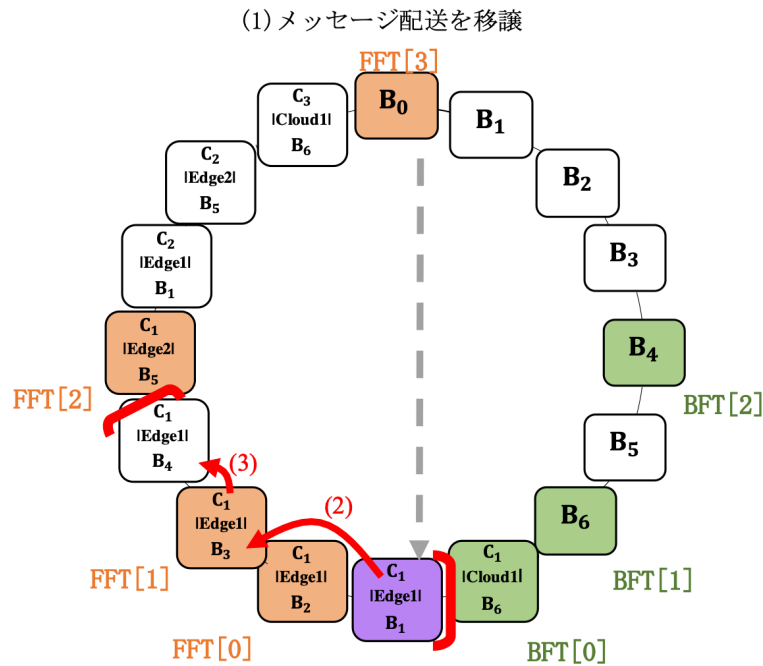 (1)メッセージ配送を移譲
FFT[3]
B₀
B₁
B₂
B₃
B₄
BFT[2]
B₅
B₆
BFT[1]
C₁
|Cloud1|
B₆
BFT[0]
C₁
|Edge1|
B₁
(2)
C₁
|Edge1|
B₂
FFT[0]
C₁
|Edge1|
B₃
FFT[1]
(3)
C₁
|Edge1|
B₄
C₁
|Edge2|
B₅
FFT[2]
C₂
|Edge1|
B₁
C₂
|Edge2|
B₅
C₃
|Cloud1|
B₆